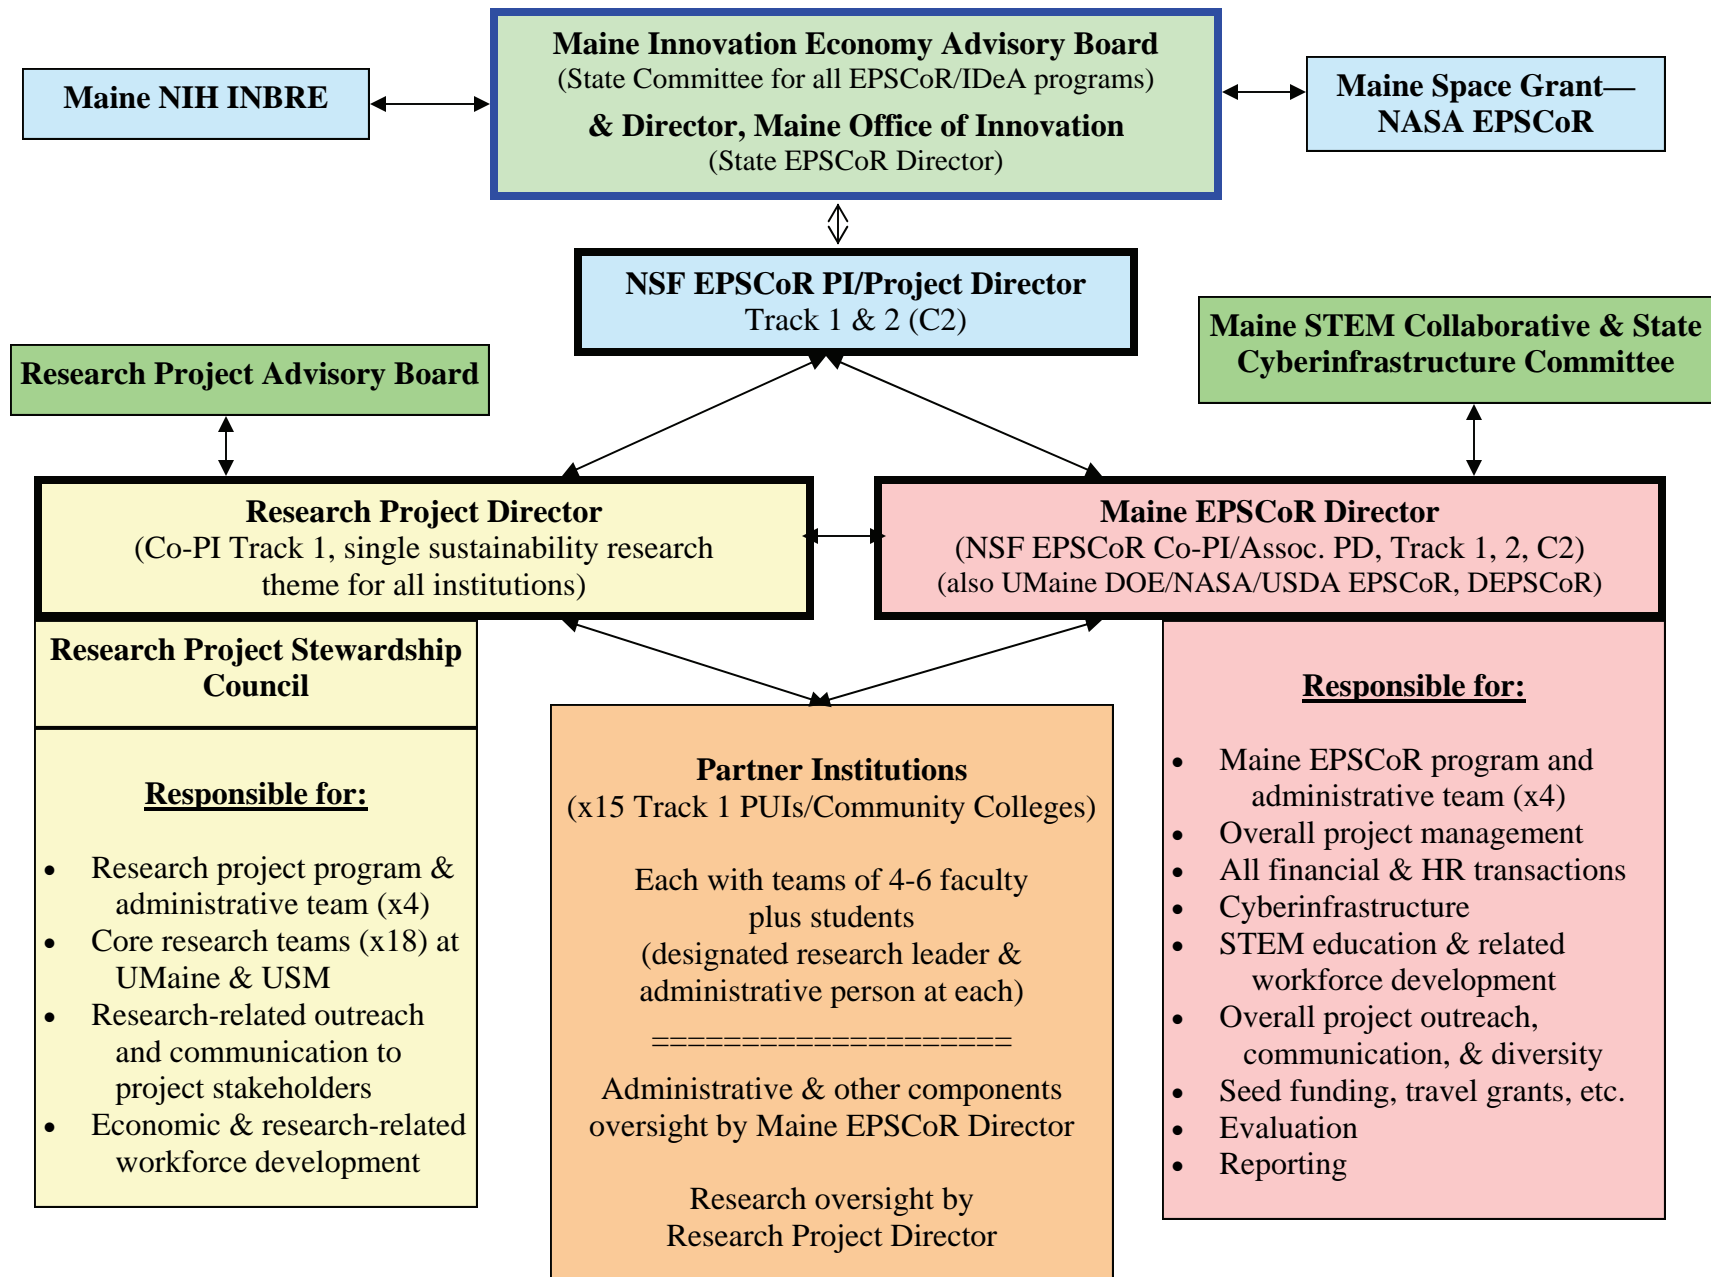 Maine Innovation Economy Advisory Board
(State Committee for all EPSCoR/IDeA programs)
& Director, Maine Office of Innovation
(State EPSCoR Director)
Maine NIH INBRE
Maine Space Grant—
NASA EPSCoR
NSF EPSCoR PI/Project Director
Track 1 & 2 (C2)
Research Project Advisory Board
Maine STEM Collaborative & State
Cyberinfrastructure Committee
Research Project Director
(Co-PI Track 1, single sustainability research
theme for all institutions)
Maine EPSCoR Director
(NSF EPSCoR Co-PI/Assoc. PD, Track 1, 2, C2)
(also UMaine DOE/NASA/USDA EPSCoR, DEPSCoR)
Research Project Stewardship
Council
Responsible for:
• Research project program &
administrative team (x4)
• Core research teams (x18) at
UMaine & USM
• Research-related outreach
and communication to
project stakeholders
• Economic & research-related
workforce development
Partner Institutions
(x15 Track 1 PUIs/Community Colleges)
Each with teams of 4-6 faculty
plus students
(designated research leader &
administrative person at each)
====================
Administrative & other components
oversight by Maine EPSCoR Director
Research oversight by
Research Project Director
Responsible for:
• Maine EPSCoR program and
administrative team (x4)
• Overall project management
• All financial & HR transactions
• Cyberinfrastructure
• STEM education & related
workforce development
• Overall project outreach,
communication, & diversity
• Seed funding, travel grants, etc.
• Evaluation
• Reporting